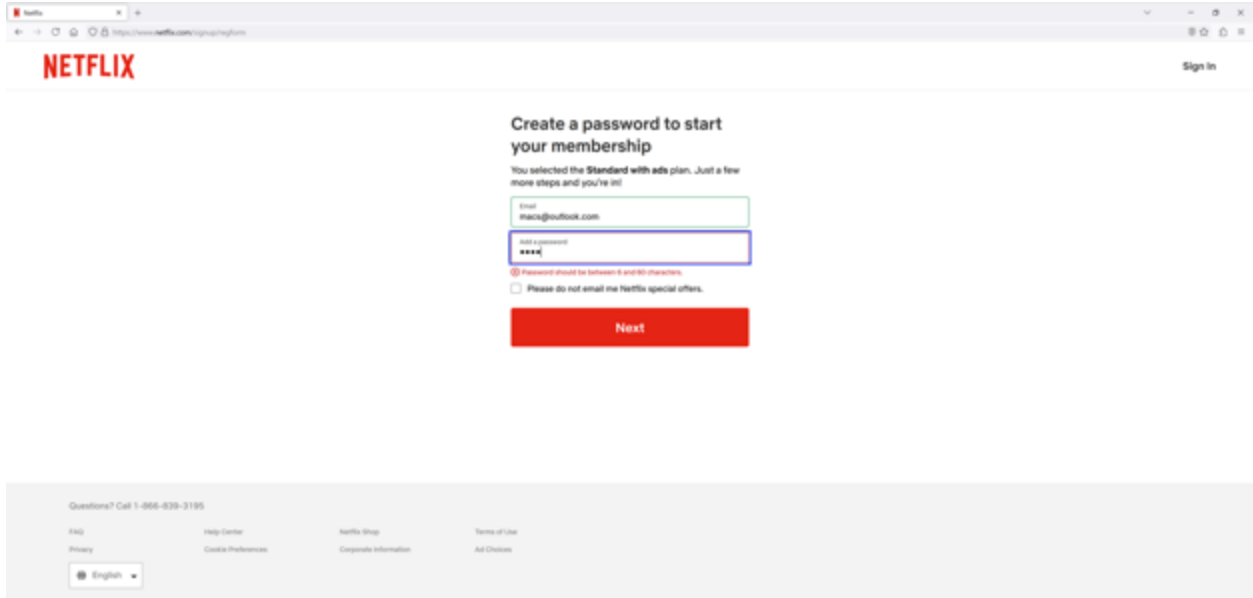 Netflix
https://www.netflix.com/signup/regform
NETFLIX
Sign In
Create a password to start
your membership
You selected the Standard with ads plan. Just a few
more steps and you're in!
Email
macs@outlook.com
Add a password
••••
Password should be between 6 and 60 characters.
Please do not email me Netflix special offers.
Next
Questions? Call 1-866-839-3195
FAQ
Help Center
Netflix Shop
Terms of Use
Privacy
Cookie Preferences
Corporate Information
Ad Choices
English